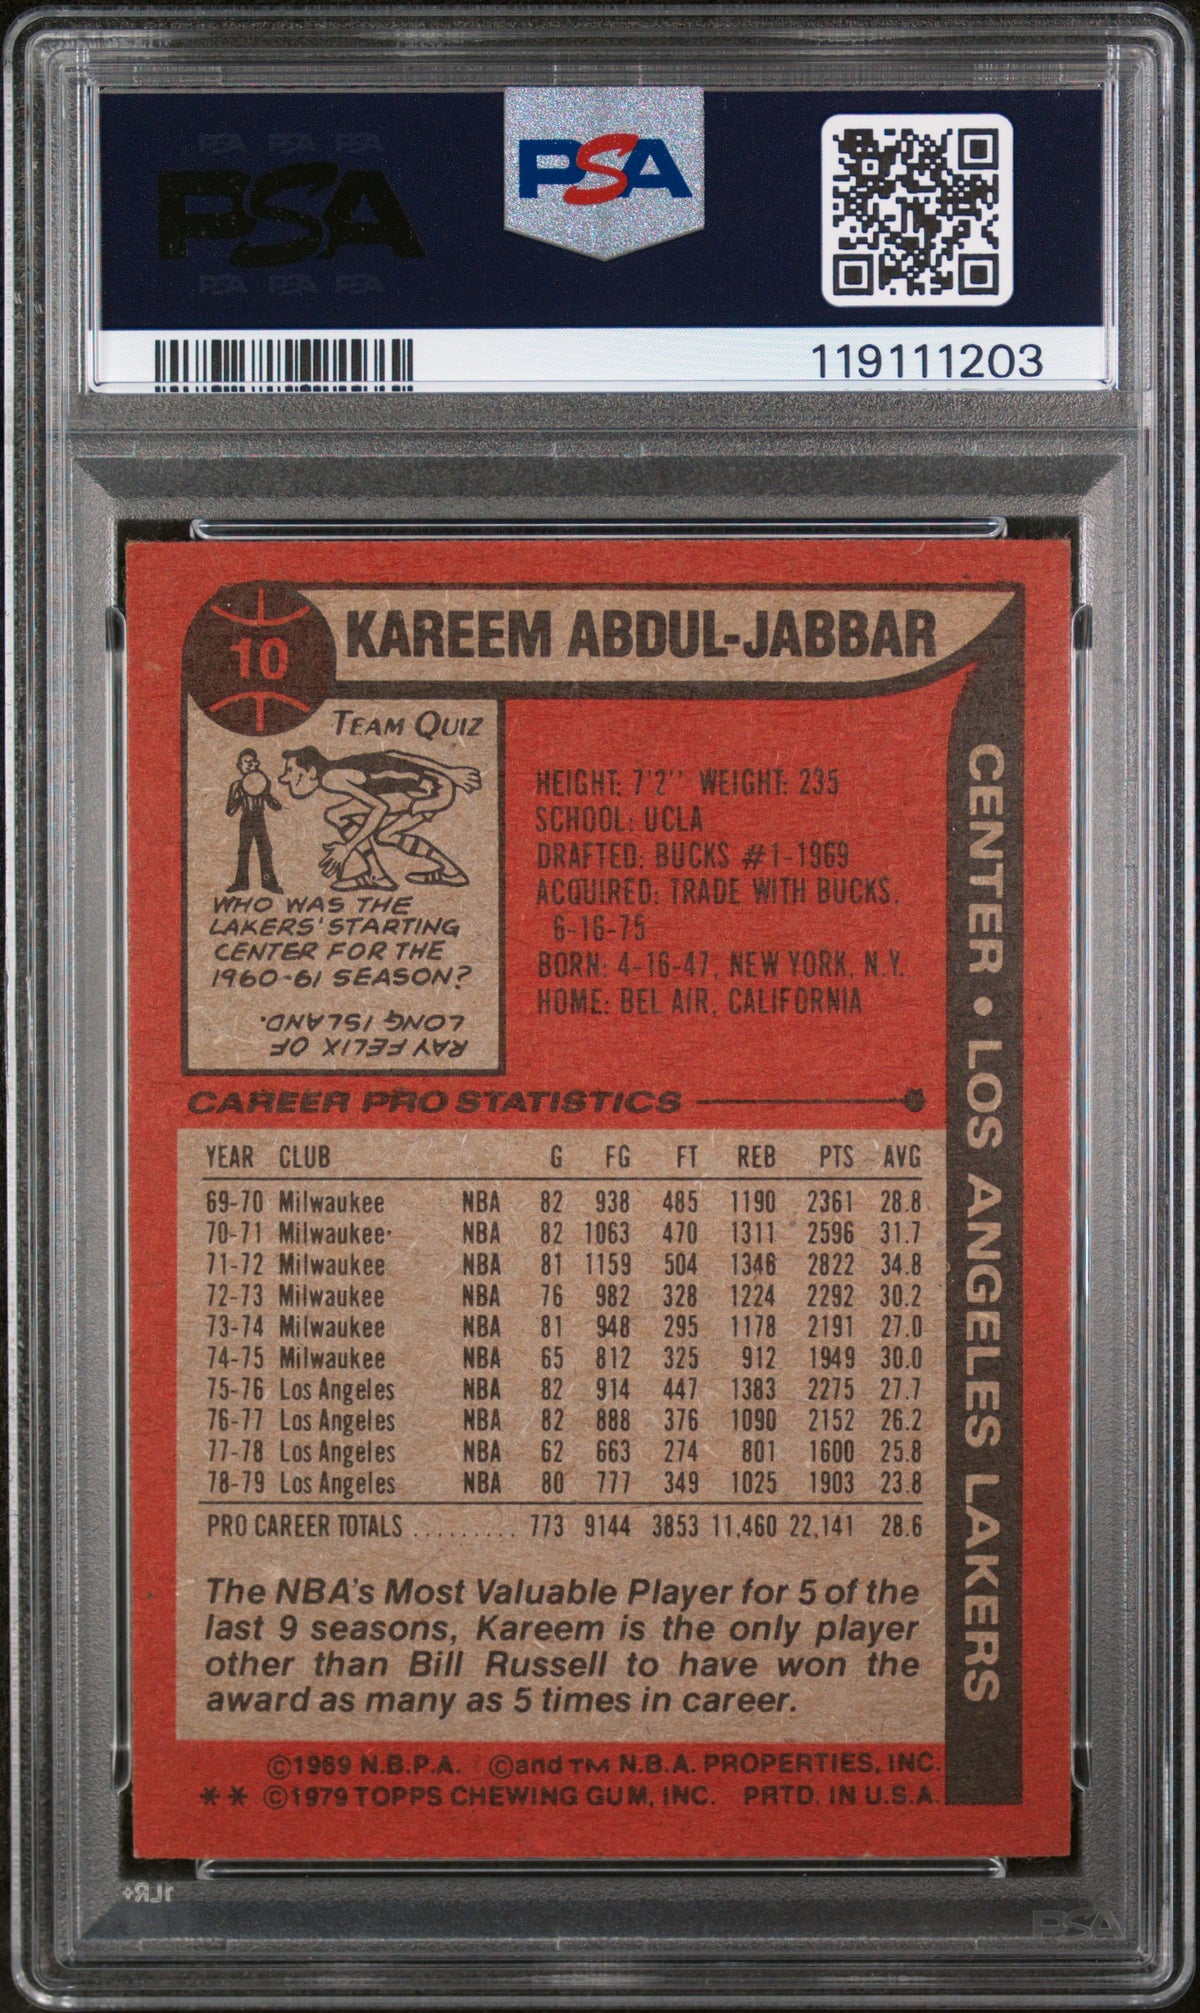 PSA PSA PSA
PSA
PSA PSA PSA
PSA
119111203
10
KAREEM ABDUL-JABBAR
TEAM QUIZ
WHO WAS THE
LAKERS' STARTING
CENTER FOR THE
1960-61 SEASON?
RAY FELIX OF
LONG ISLAND.
HEIGHT: 7'2" WEIGHT: 235
SCHOOL: UCLA
DRAFTED: BUCKS #1-1969
ACQUIRED: TRADE WITH BUCKS,
6-16-75
BORN: 4-16-47, NEW YORK, N.Y.
HOME: BEL AIR, CALIFORNIA
CENTER • LOS ANGELES LAKERS
CAREER PRO STATISTICS
YEAR CLUB G FG FT REB PTS AVG
69-70 Milwaukee NBA 82 938 485 1190 2361 28.8
70-71 Milwaukee NBA 82 1063 470 1311 2596 31.7
71-72 Milwaukee NBA 81 1159 504 1346 2822 34.8
72-73 Milwaukee NBA 76 982 328 1224 2292 30.2
73-74 Milwaukee NBA 81 948 295 1178 2191 27.0
74-75 Milwaukee NBA 65 812 325 912 1949 30.0
75-76 Los Angeles NBA 82 914 447 1383 2275 27.7
76-77 Los Angeles NBA 82 888 376 1090 2152 26.2
77-78 Los Angeles NBA 62 663 274 801 1600 25.8
78-79 Los Angeles NBA 80 777 349 1025 1903 23.8
PRO CAREER TOTALS ......... 773 9144 3853 11,460 22,141 28.6
The NBA's Most Valuable Player for 5 of the
last 9 seasons, Kareem is the only player
other than Bill Russell to have won the
award as many as 5 times in career.
©1969 N.B.P.A. ©and TM N.B.A. PROPERTIES, INC.
** ©1979 TOPPS CHEWING GUM, INC. PRTD. IN U.S.A.
1LR+
PSA